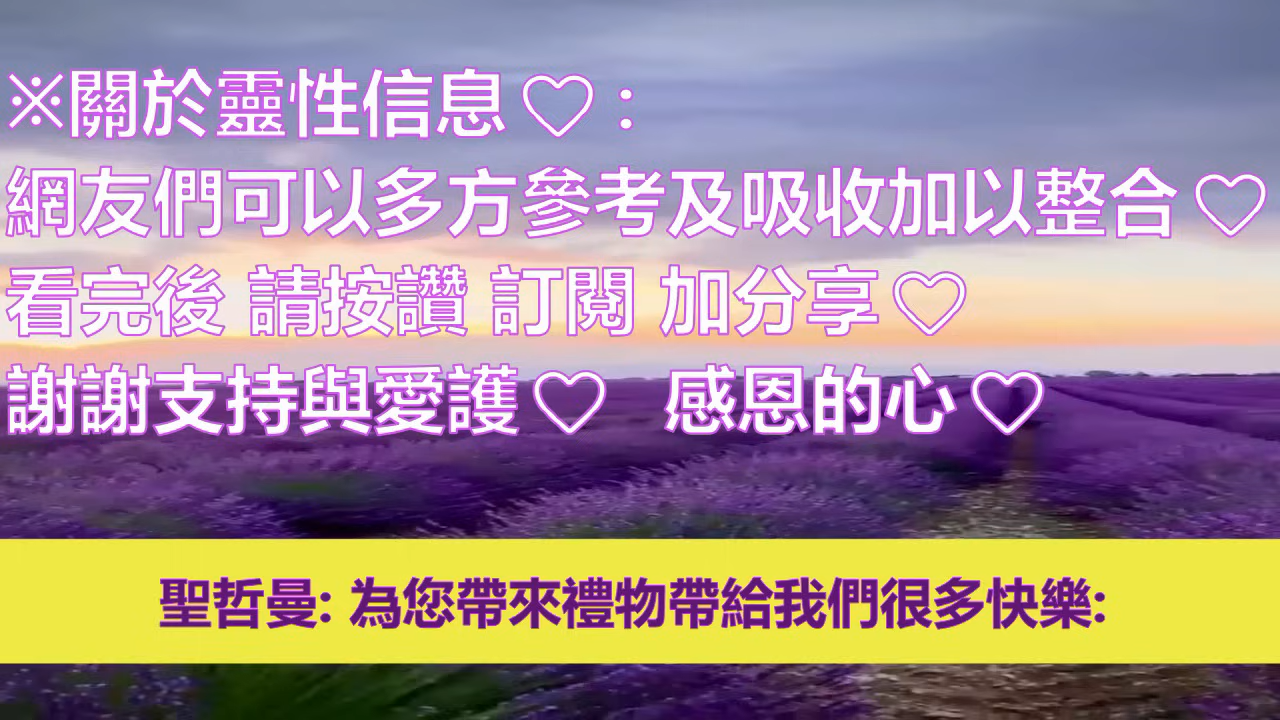 ※關於靈性信息♡:
網友們可以多方參考及吸收加以整合♡
看完後 請按讚 訂閱 加分享♡
謝謝支持與愛護♡ 感恩的心♡
聖哲曼: 為您帶來禮物帶給我們很多快樂: